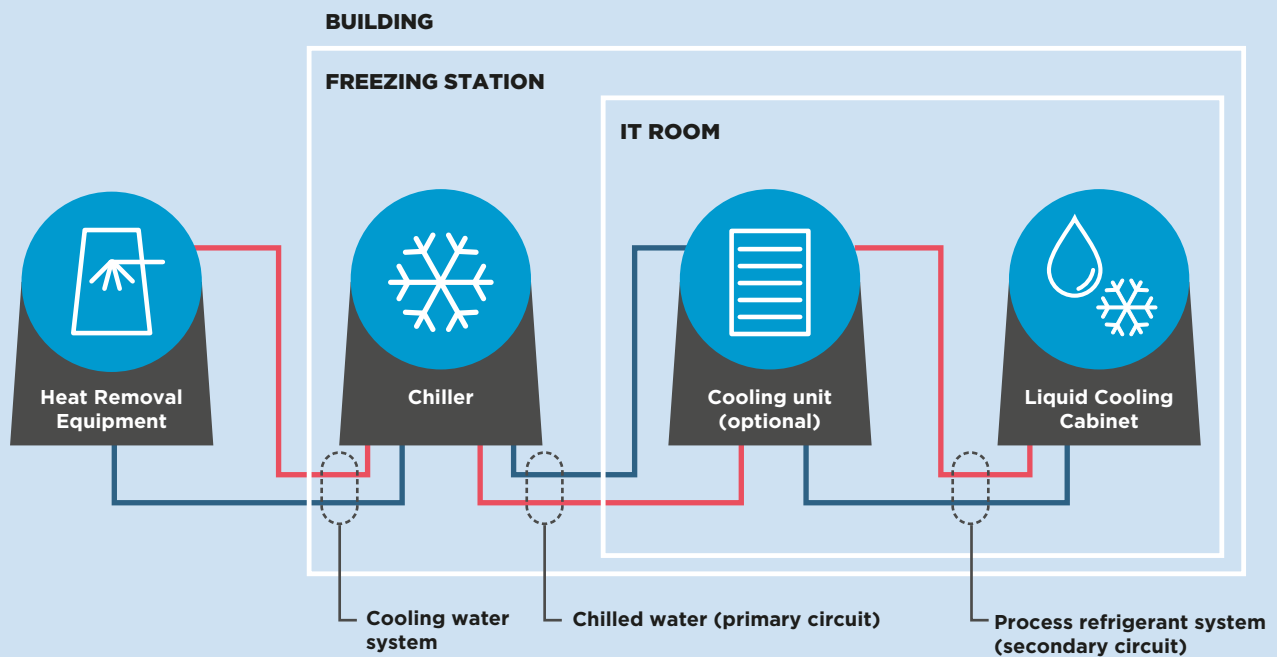 BUILDING
FREEZING STATION
IT ROOM
Heat Removal
Equipment
Chiller
Cooling unit
(optional)
Liquid Cooling
Cabinet
Cooling water
system
Chilled water (primary circuit)
Process refrigerant system
(secondary circuit)